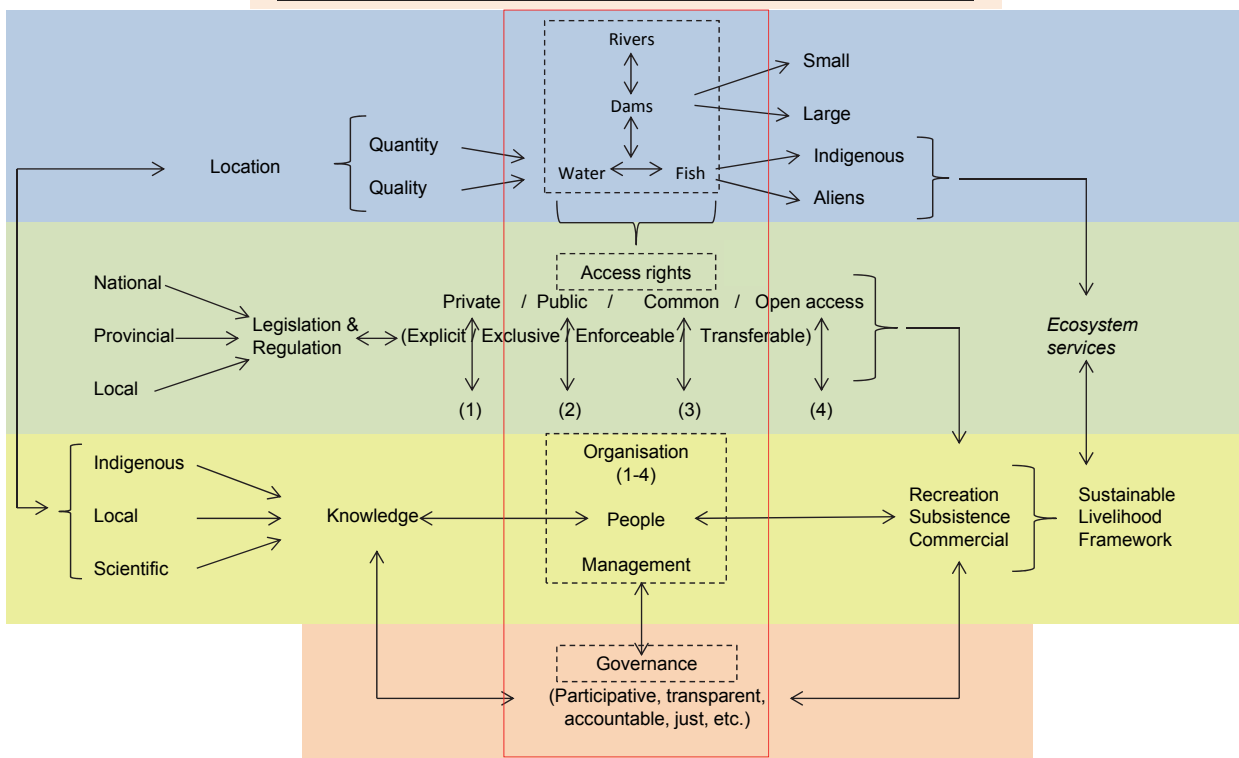 Rivers
Small
Dams
Large
Quantity
Location
Quality
Water
Fish
Indigenous
Aliens
Access rights
National
Private / Public / Common / Open access
Provincial
Legislation &
Regulation
(Explicit / Exclusive / Enforceable / Transferable)
Ecosystem
services
Local
(1)
(2)
(3)
(4)
Organisation
(1-4)
Indigenous
Local
Scientific
Knowledge
People
Management
Recreation
Subsistence
Commercial
Sustainable
Livelihood
Framework
Governance
(Participative, transparent,
accountable, just, etc.)